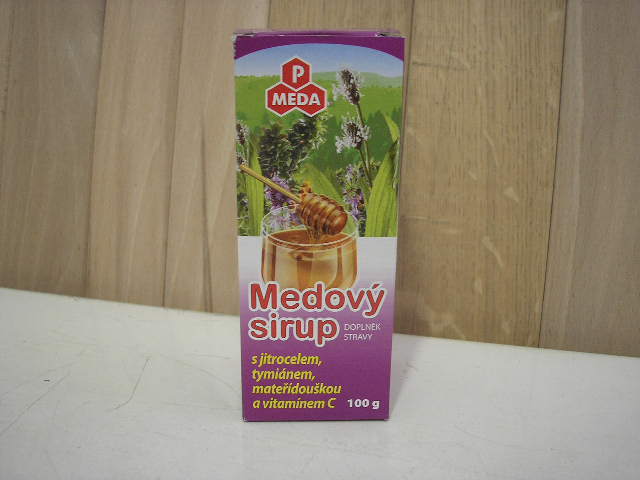 P
MEDA
Medový
sirup
DOPLNĚK
STRAVY
s jitrocelem,
tymiánem,
mateřídouškou
a vitamínem C
100 g